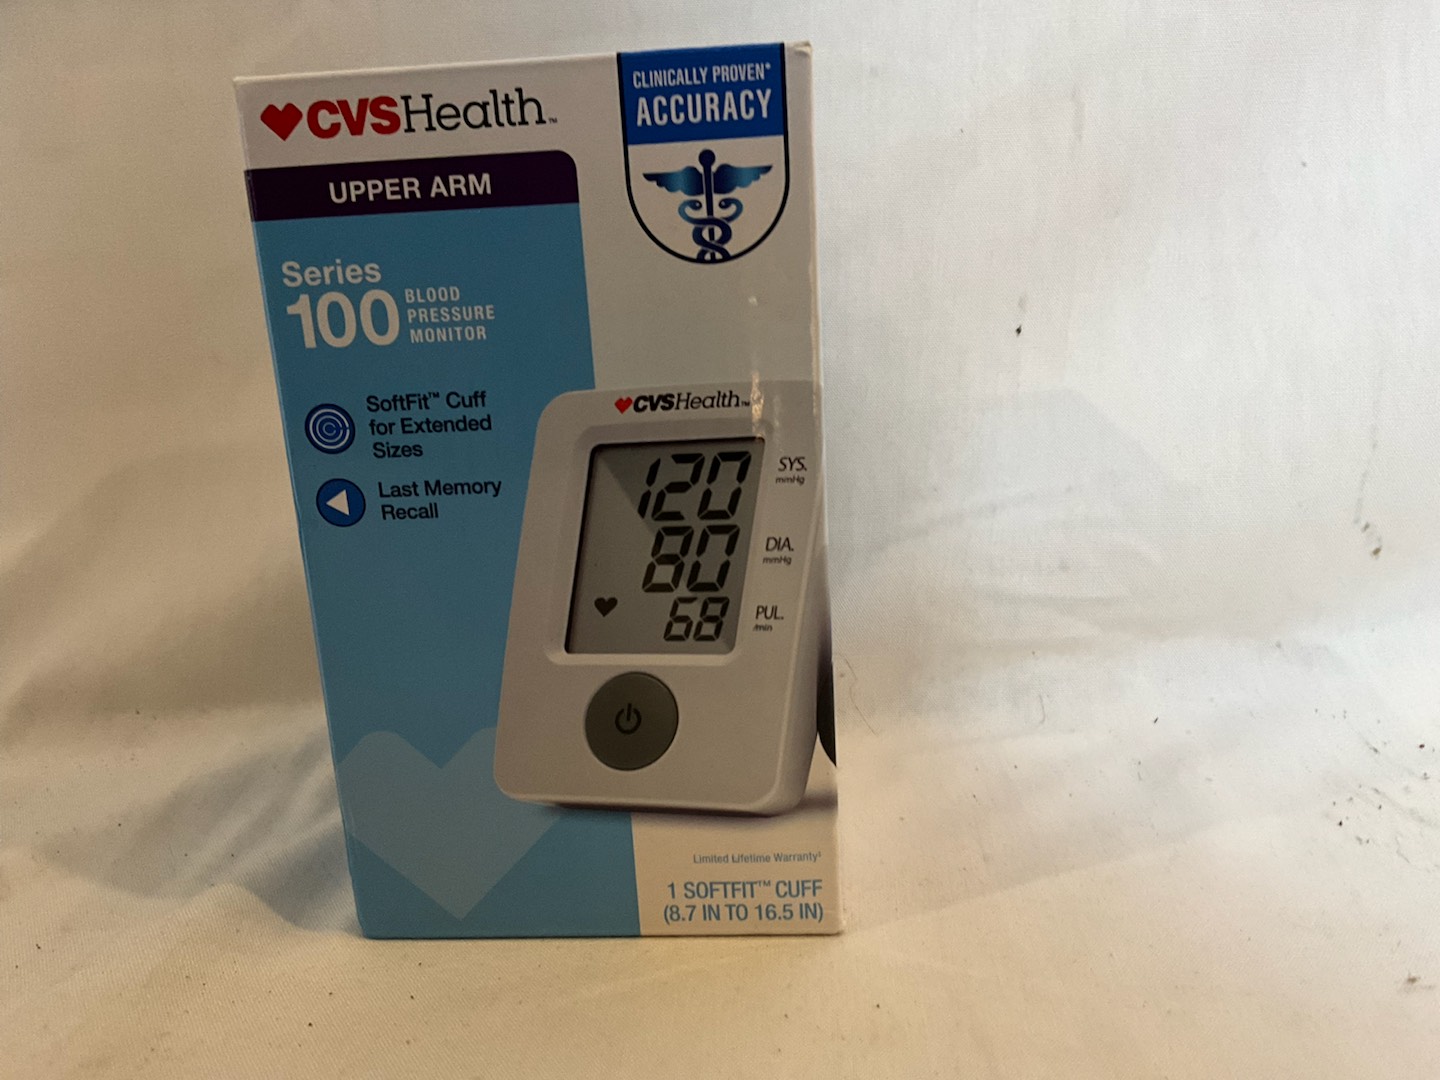 CVSHealth™
CLINICALLY PROVEN*
ACCURACY
UPPER ARM
Series
100
BLOOD
PRESSURE
MONITOR
SoftFit™ Cuff
for Extended
Sizes
Last Memory
Recall
CVSHealth™
120
SYS.
mmHg
80
DIA.
mmHg
68
PUL.
/min
Limited Lifetime Warranty§
1 SOFTFIT™ CUFF
(8.7 IN TO 16.5 IN)